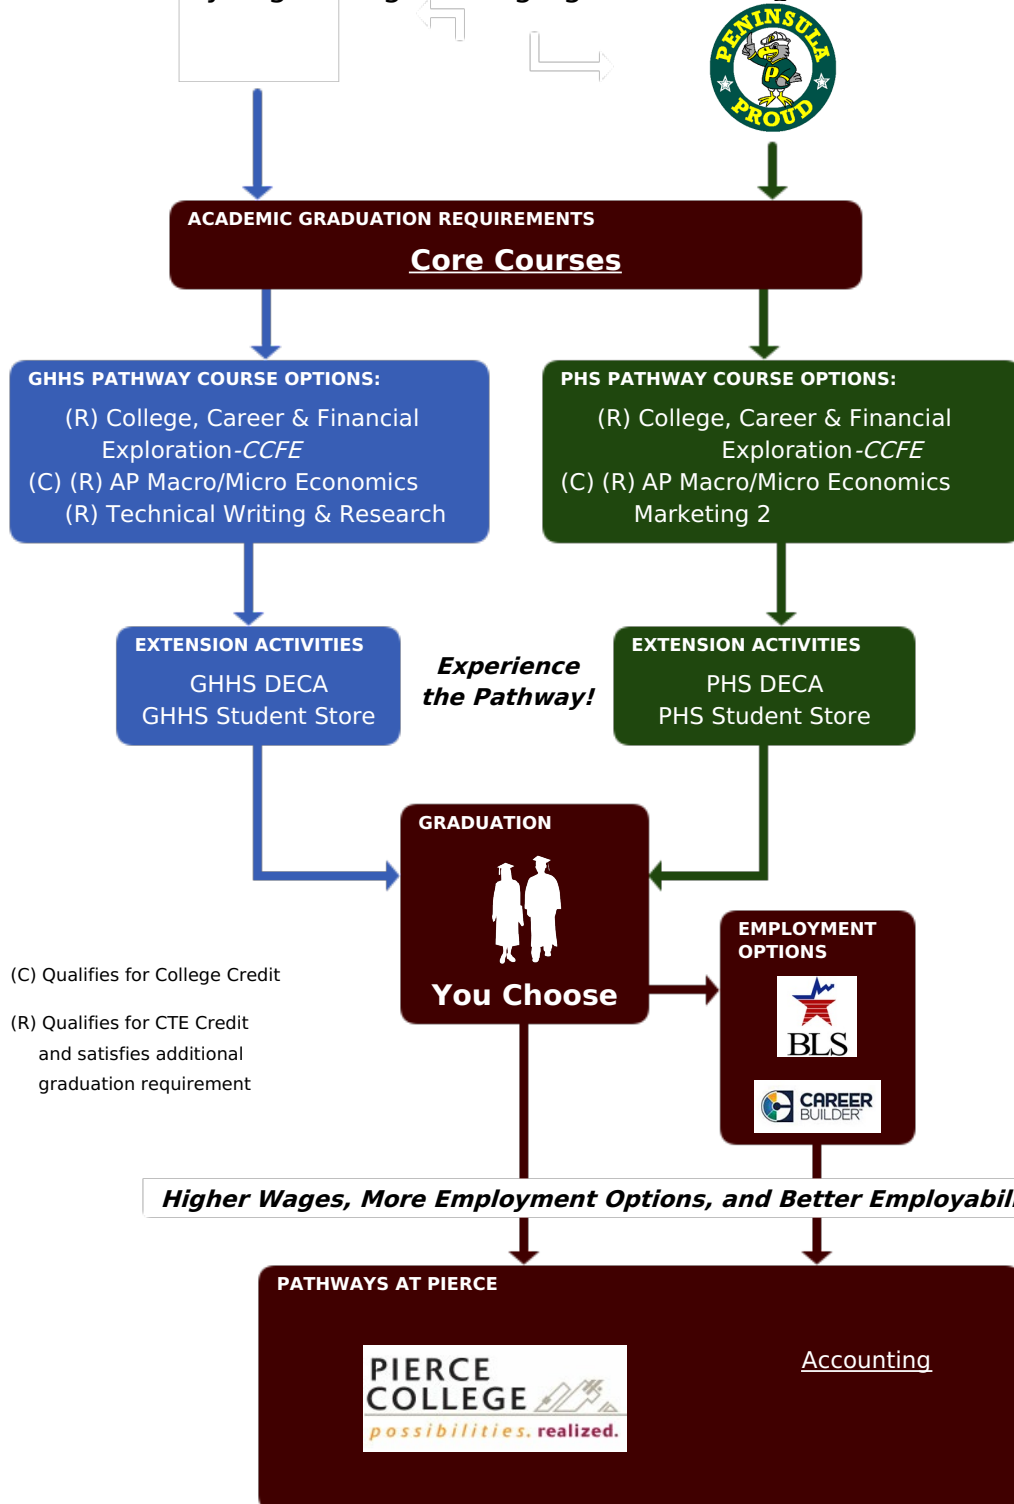 PENINSULA
P
PROUD
ACADEMIC GRADUATION REQUIREMENTS
Core Courses
GHHS PATHWAY COURSE OPTIONS:
(R) College, Career & Financial
Exploration-CCFE
(C) (R) AP Macro/Micro Economics
(R) Technical Writing & Research
PHS PATHWAY COURSE OPTIONS:
(R) College, Career & Financial
Exploration-CCFE
(C) (R) AP Macro/Micro Economics
Marketing 2
EXTENSION ACTIVITIES
GHHS DECA
GHHS Student Store
Experience
the Pathway!
EXTENSION ACTIVITIES
PHS DECA
PHS Student Store
GRADUATION
You Choose
EMPLOYMENT
OPTIONS
BLS
CAREER
BUILDER
(C) Qualifies for College Credit
(R) Qualifies for CTE Credit
and satisfies additional
graduation requirement
Higher Wages, More Employment Options, and Better Employabil
PATHWAYS AT PIERCE
PIERCE
COLLEGE
possibilities. realized.
Accounting